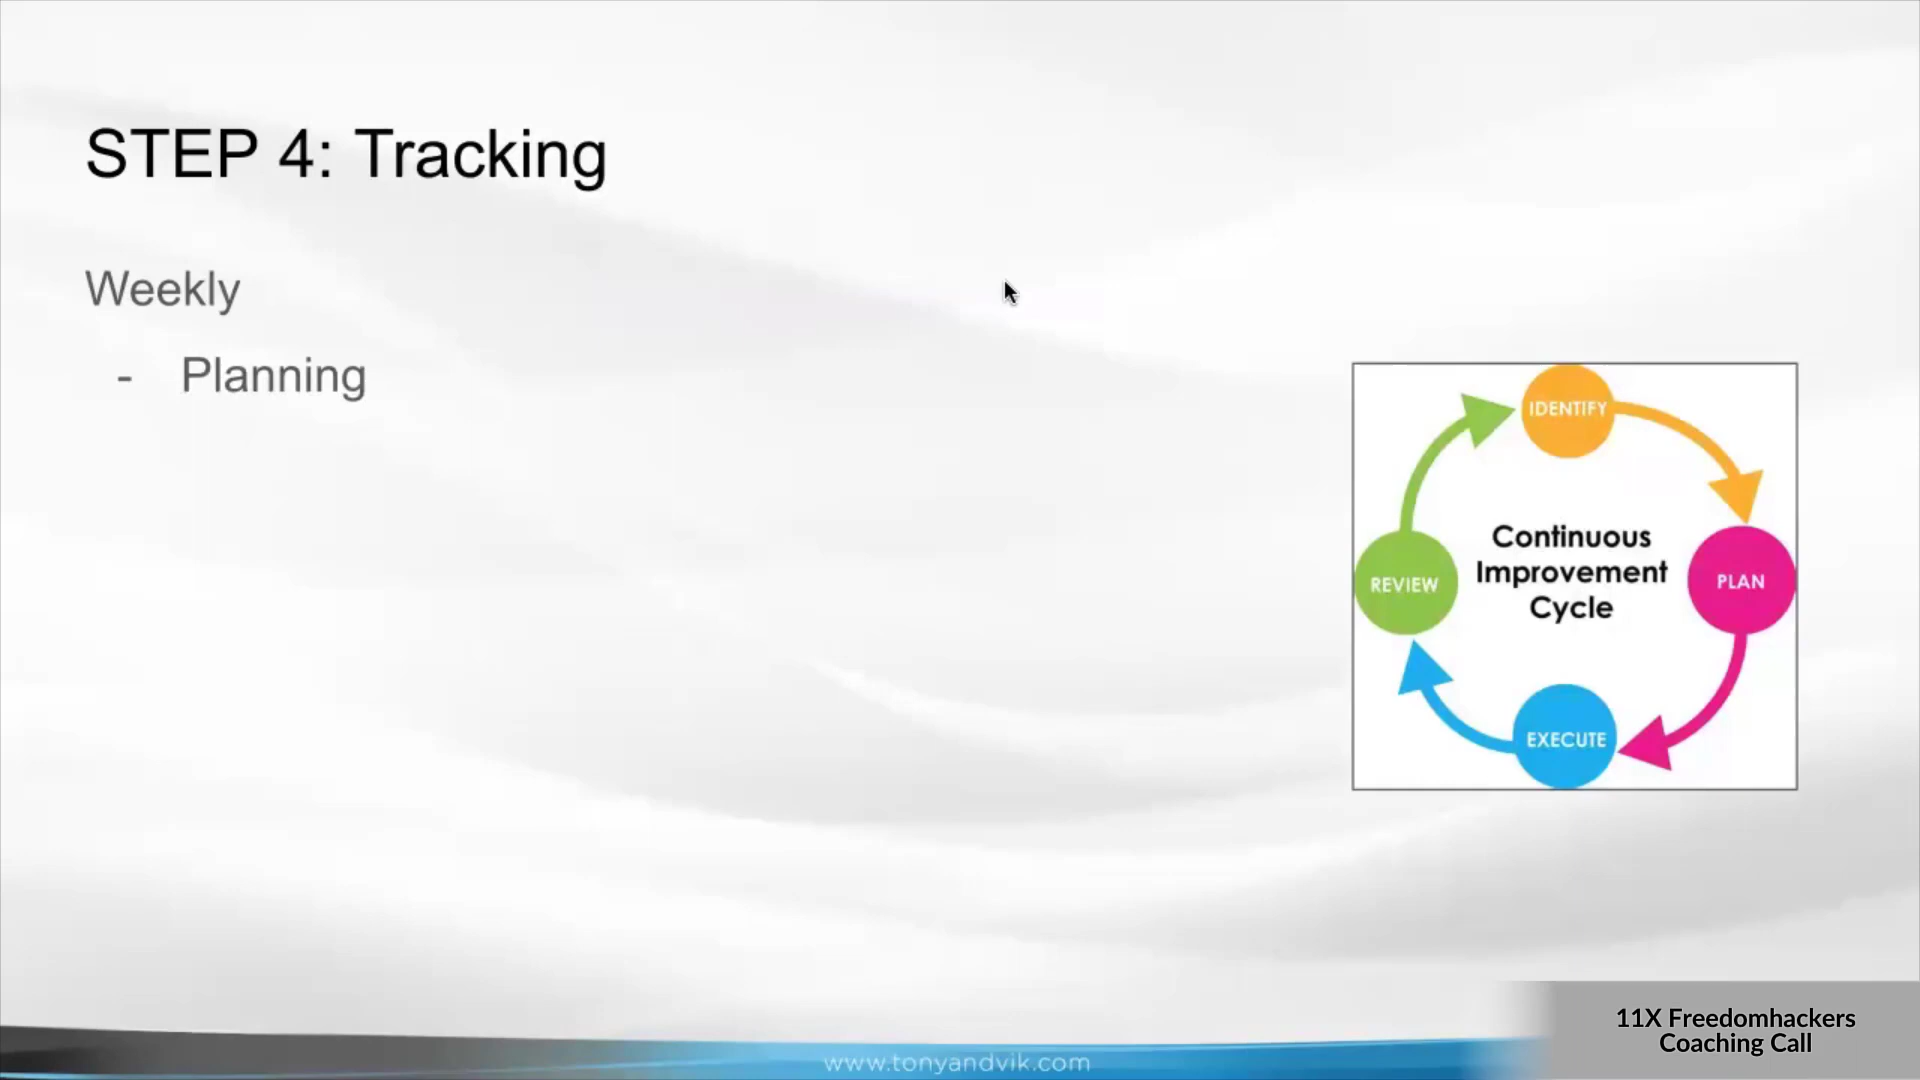 STEP 4: Tracking
Weekly
- Planning
IDENTIFY
Continuous
Improvement
Cycle
PLAN
REVIEW
EXECUTE
11X Freedomhackers
Coaching Call
www.tonyandvik.com